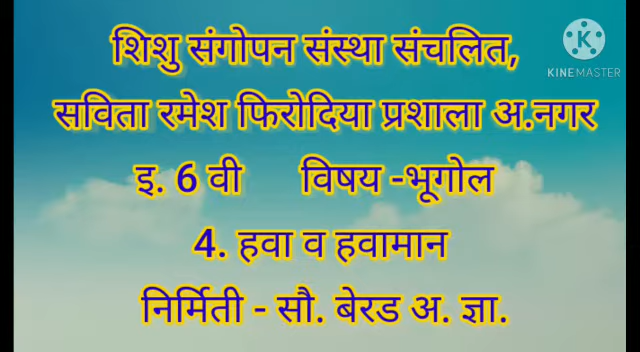 शिशु संगोपन संस्था संचलित,
KINEMASTER
सविता रमेश फिरोदिया प्रशाला अ.नगर
इ. 6 वी विषय -भूगोल
4. हवा व हवामान
निर्मिती - सौ. बेरड अ. ज्ञा.